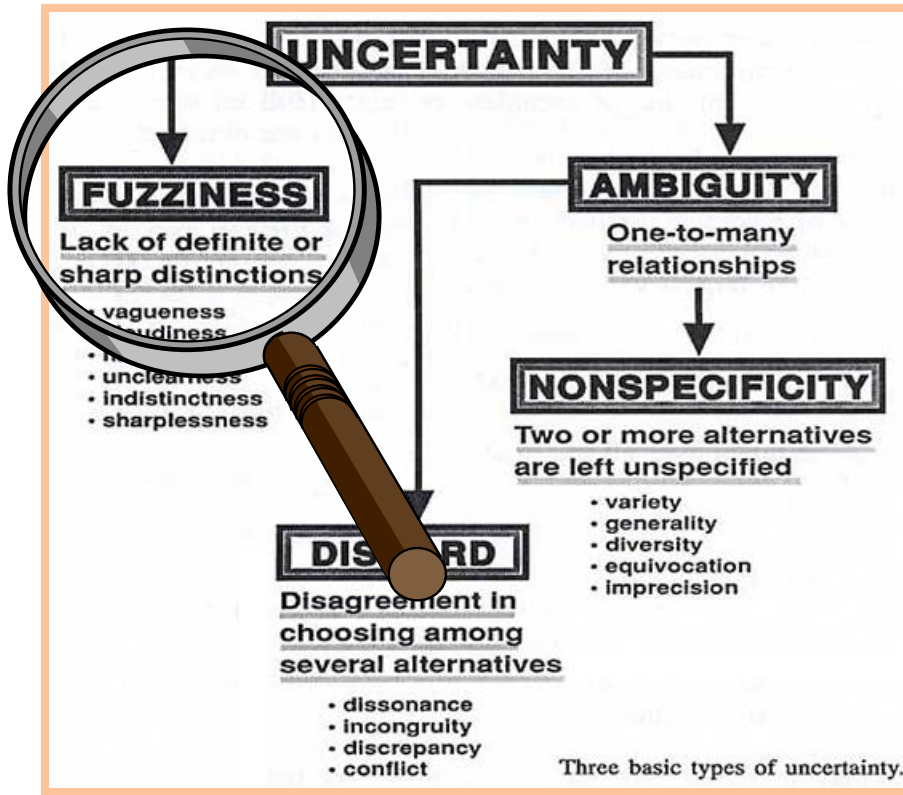 UNCERTAINTY
FUZZINESS
Lack of definite or
sharp distinctions
• vagueness
• unclearness
• indistinctness
• sharplessness
AMBIGUITY
One-to-many
relationships
NONSPECIFICITY
Two or more alternatives
are left unspecified
• variety
• generality
• diversity
• equivocation
• imprecision
Disagreement in
choosing among
several alternatives
• dissonance
• incongruity
• discrepancy
• conflict
Three basic types of uncertainty.